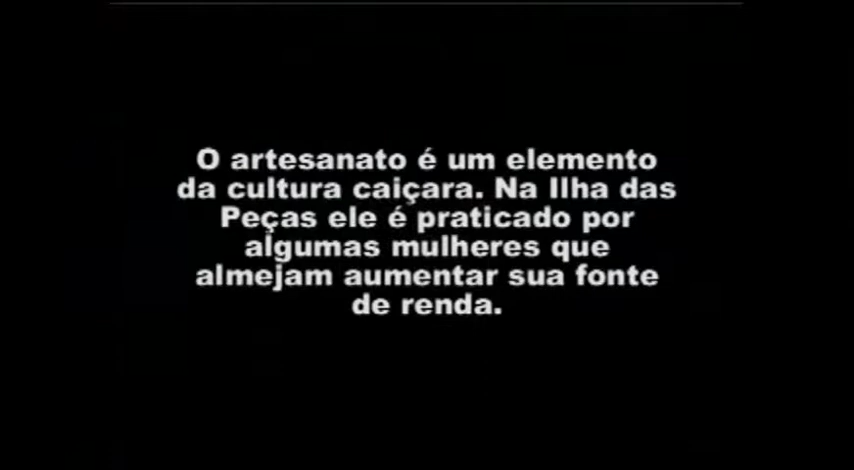 O artesanato é um elemento
da cultura caiçara. Na Ilha das
Peças ele é praticado por
algumas mulheres que
almejam aumentar sua fonte
de renda.